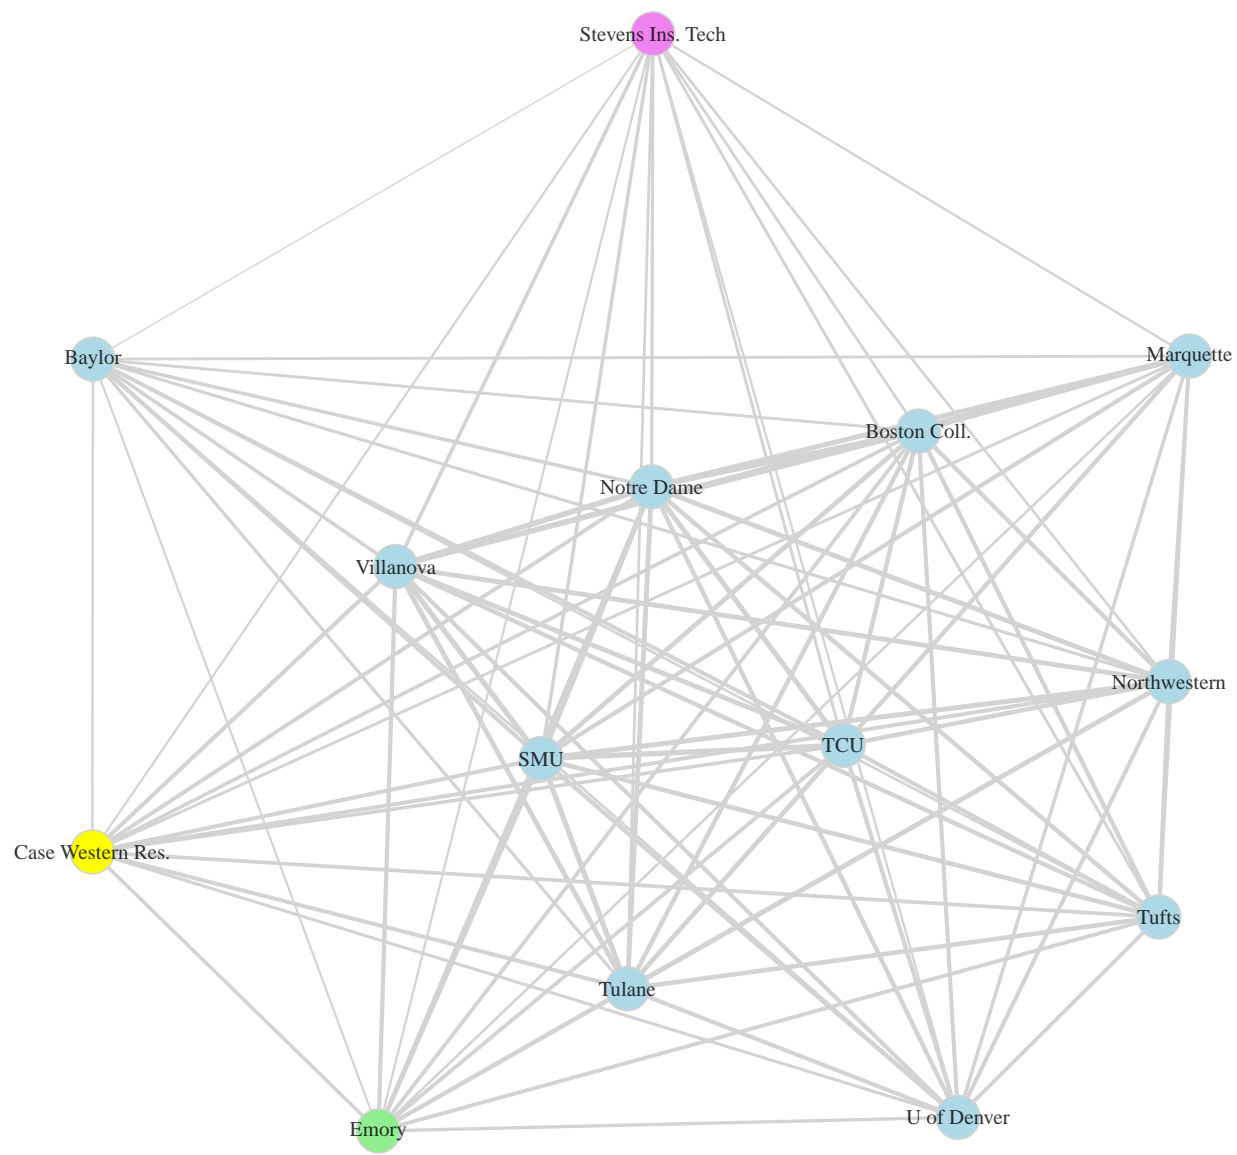 Stevens Ins. Tech
Baylor
Marquette
Boston Coll.
Notre Dame
Villanova
Northwestern
SMU
TCU
Case Western Res.
Tufts
Tulane
Emory
U of Denver